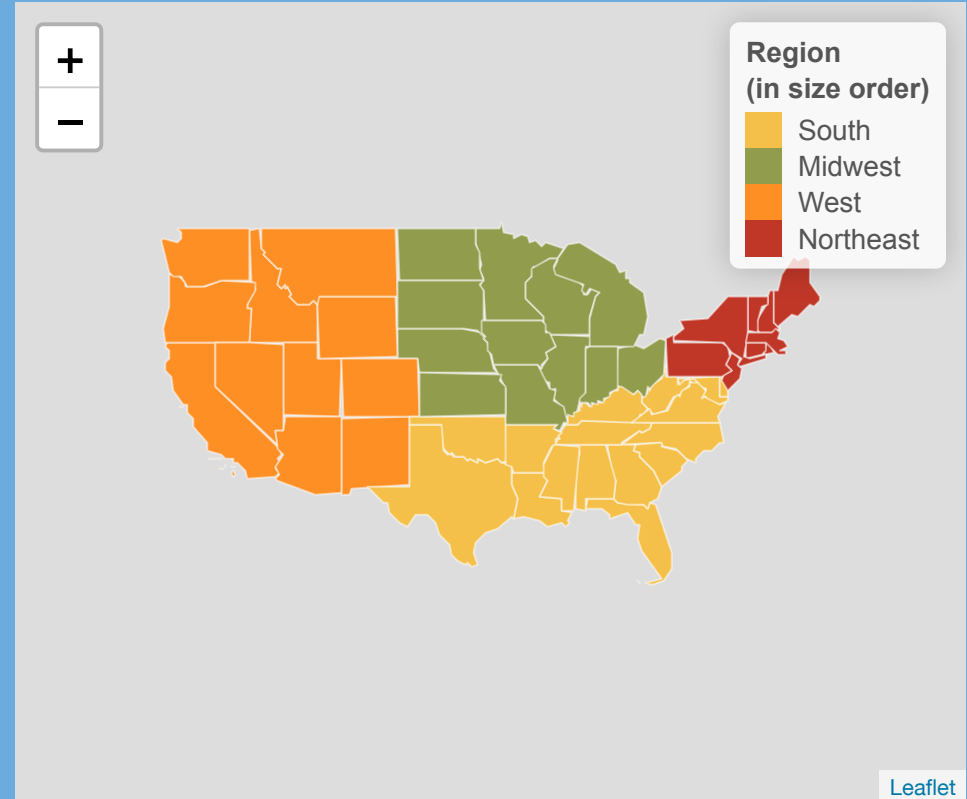 +
−
Region
(in size order)
South
Midwest
West
Northeast
Leaflet